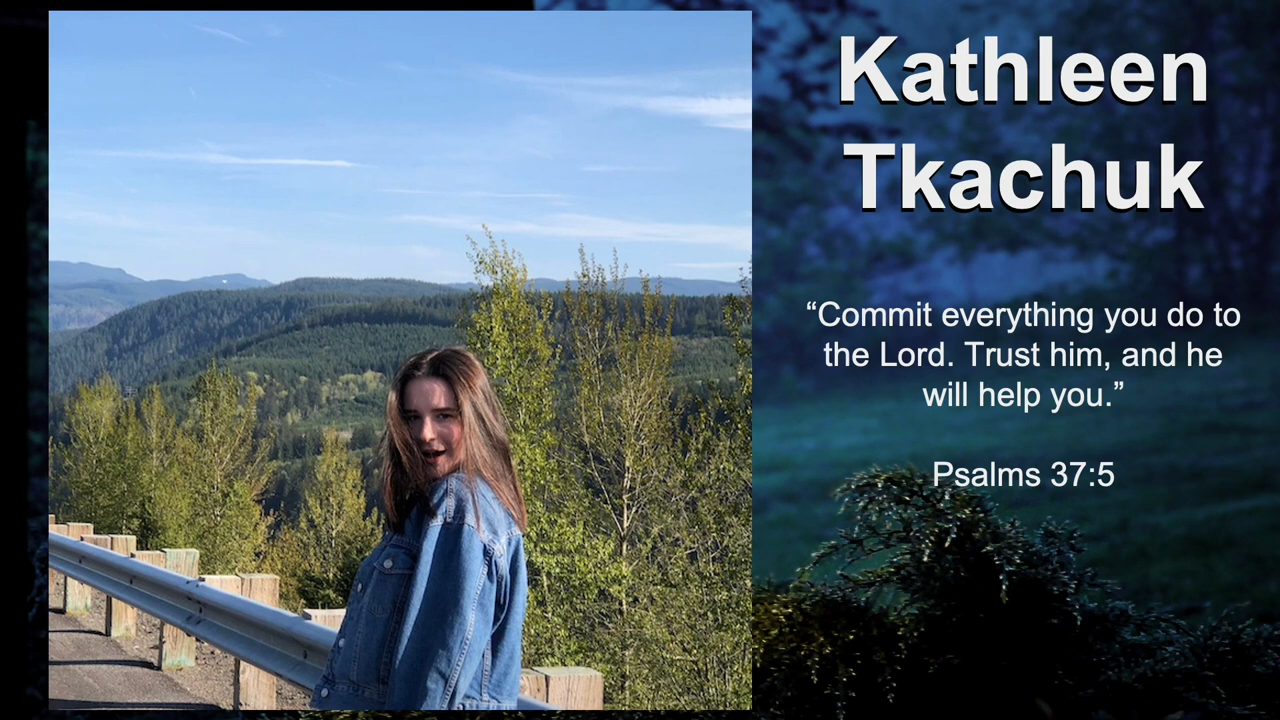 Kathleen
Tkachuk
“Commit everything you do to
the Lord. Trust him, and he
will help you.”
Psalms 37:5